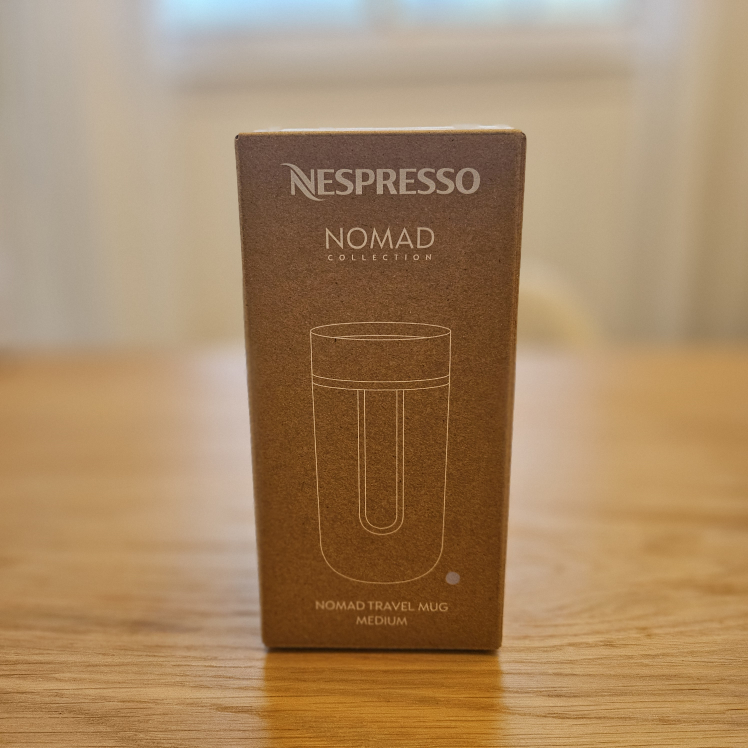 NESPRESSO
NOMAD
COLLECTION
NOMAD TRAVEL MUG
MEDIUM